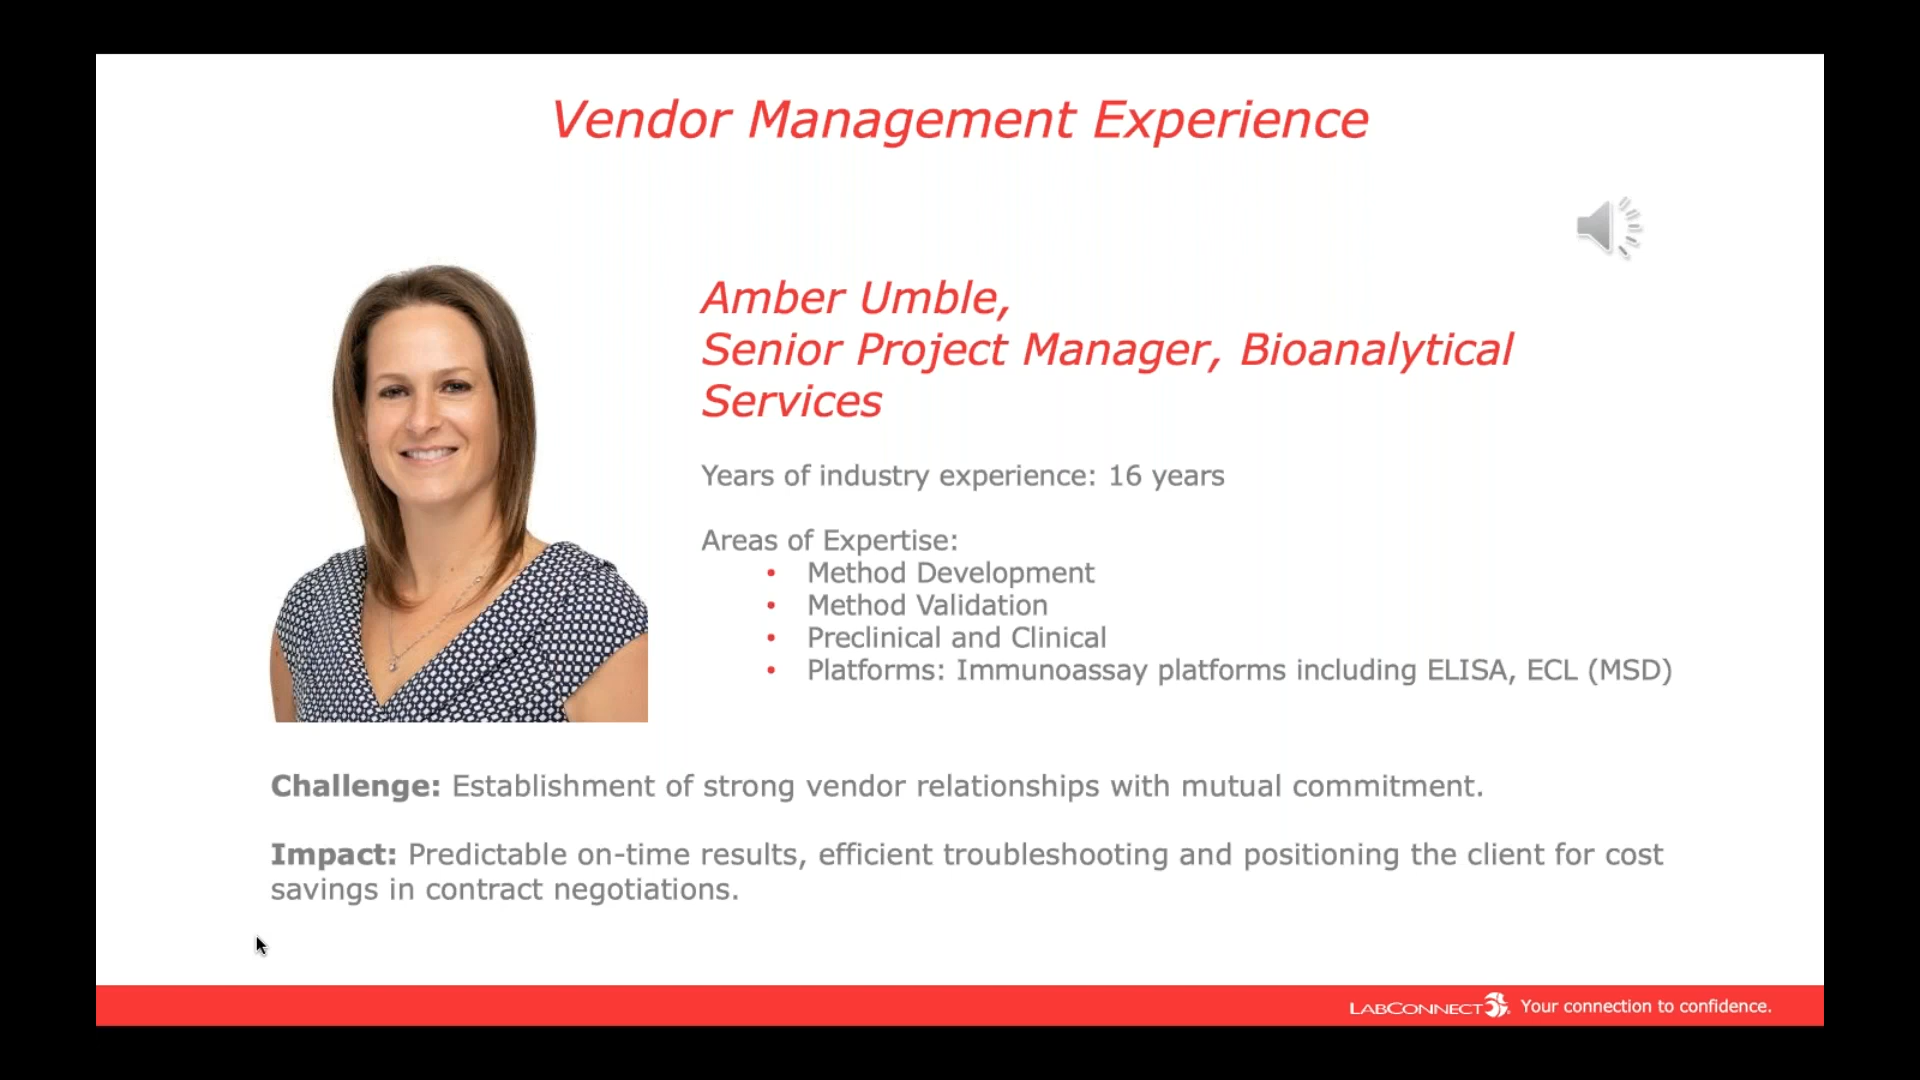 Vendor Management Experience
Amber Umble,
Senior Project Manager, Bioanalytical
Services
Years of industry experience: 16 years
Areas of Expertise:
• Method Development
• Method Validation
• Preclinical and Clinical
• Platforms: Immunoassay platforms including ELISA, ECL (MSD)
Challenge: Establishment of strong vendor relationships with mutual commitment.
Impact: Predictable on-time results, efficient troubleshooting and positioning the client for cost
savings in contract negotiations.
LABCONNECT Your connection to confidence.